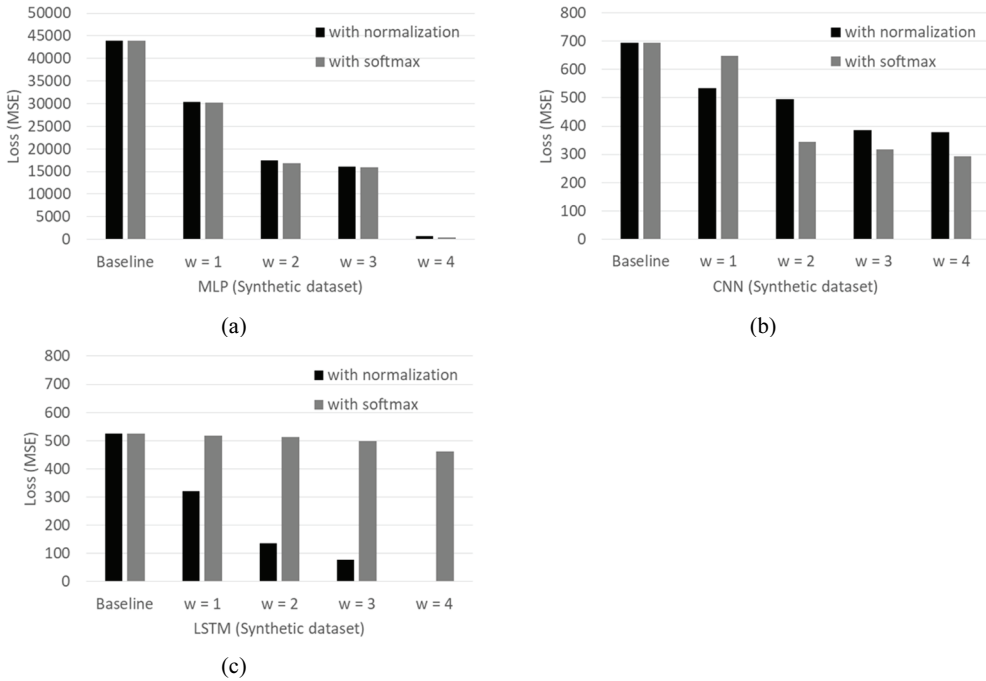 50000
45000
40000
35000
30000
25000
20000
15000
10000
5000
0
Loss (MSE)
with normalization
with softmax
Baseline w = 1 w = 2 w = 3 w = 4
MLP (Synthetic dataset)
(a)
800
700
600
500
400
300
200
100
0
Loss (MSE)
with normalization
with softmax
Baseline w = 1 w = 2 w = 3 w = 4
CNN (Synthetic dataset)
(b)
800
700
600
500
400
300
200
100
0
Loss (MSE)
with normalization
with softmax
Baseline w = 1 w = 2 w = 3 w = 4
LSTM (Synthetic dataset)
(c)